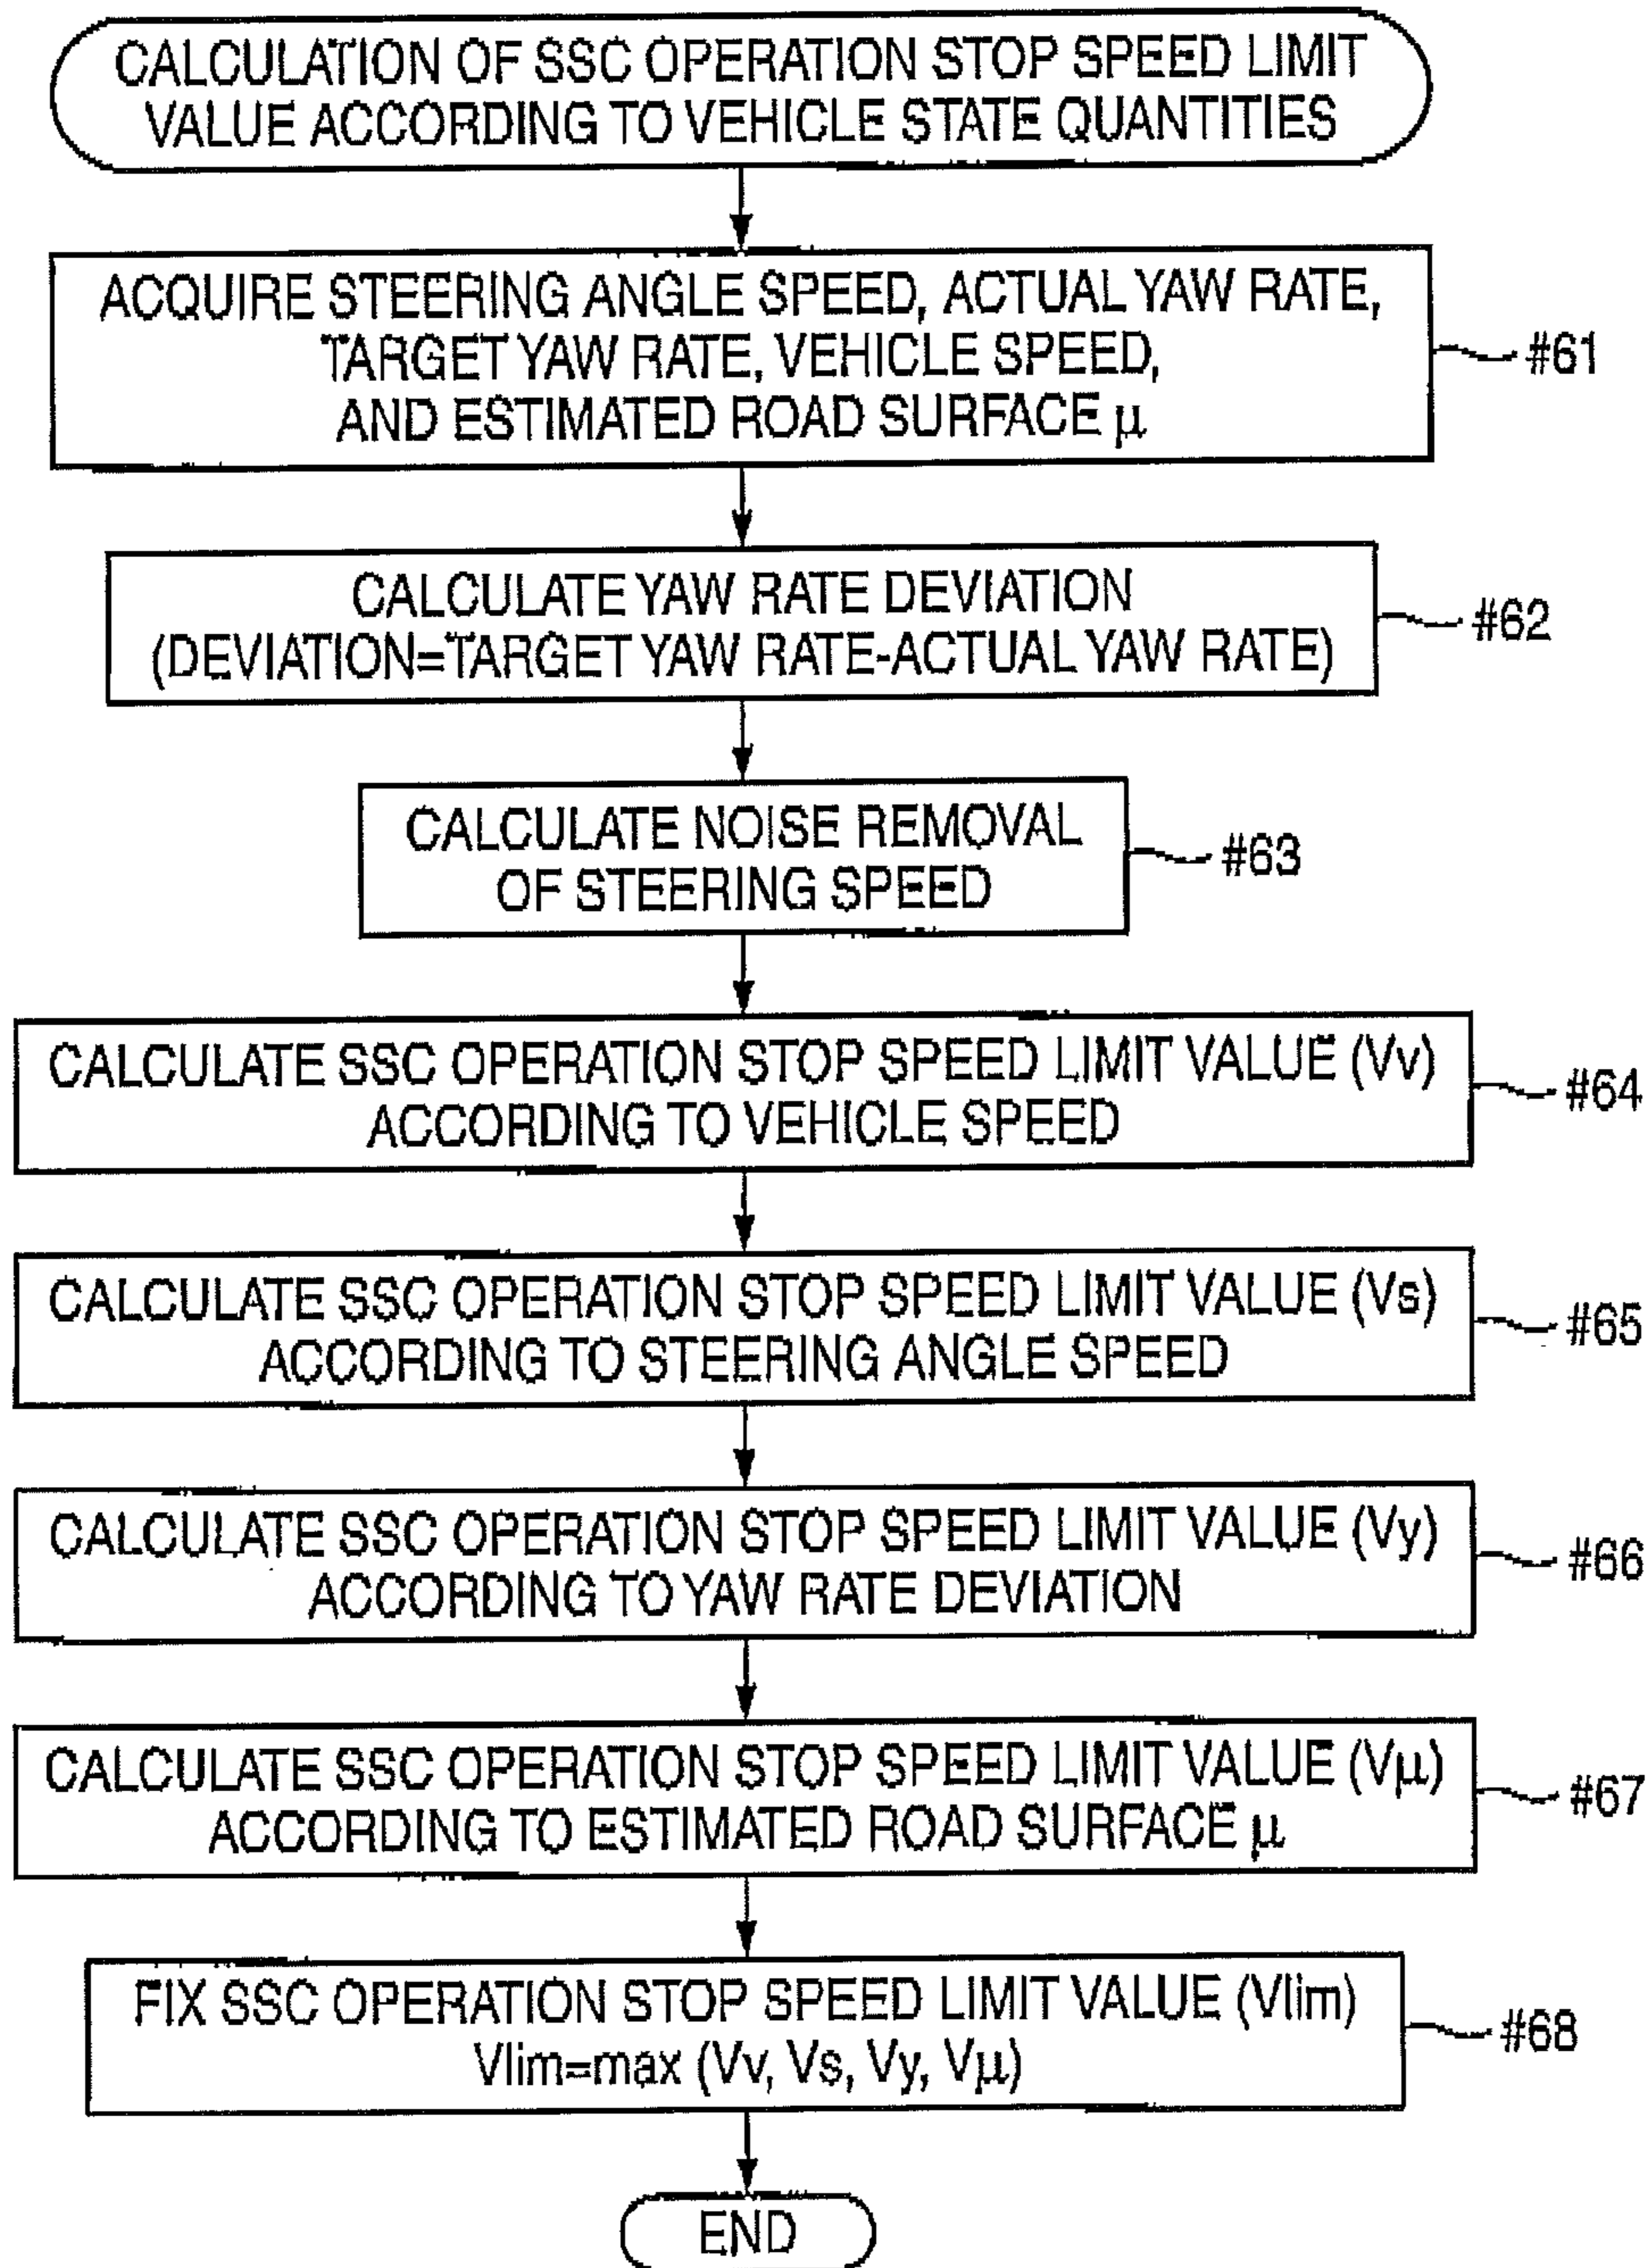 CALCULATION OF SSC OPERATION STOP SPEED LIMIT
VALUE ACCORDING TO VEHICLE STATE QUANTITIES
ACQUIRE STEERING ANGLE SPEED, ACTUAL YAW RATE,
TARGET YAW RATE, VEHICLE SPEED,
AND ESTIMATED ROAD SURFACE μ
#61
CALCULATE YAW RATE DEVIATION
(DEVIATION=TARGET YAW RATE-ACTUAL YAW RATE)
#62
CALCULATE NOISE REMOVAL
OF STEERING SPEED
#63
CALCULATE SSC OPERATION STOP SPEED LIMIT VALUE (Vv)
ACCORDING TO VEHICLE SPEED
#64
CALCULATE SSC OPERATION STOP SPEED LIMIT VALUE (Vs)
ACCORDING TO STEERING ANGLE SPEED
#65
CALCULATE SSC OPERATION STOP SPEED LIMIT VALUE (Vy)
ACCORDING TO YAW RATE DEVIATION
#66
CALCULATE SSC OPERATION STOP SPEED LIMIT VALUE (Vμ)
ACCORDING TO ESTIMATED ROAD SURFACE μ
#67
FIX SSC OPERATION STOP SPEED LIMIT VALUE (Vlim)
Vlim=max (Vv, Vs, Vy, Vμ)
#68
END